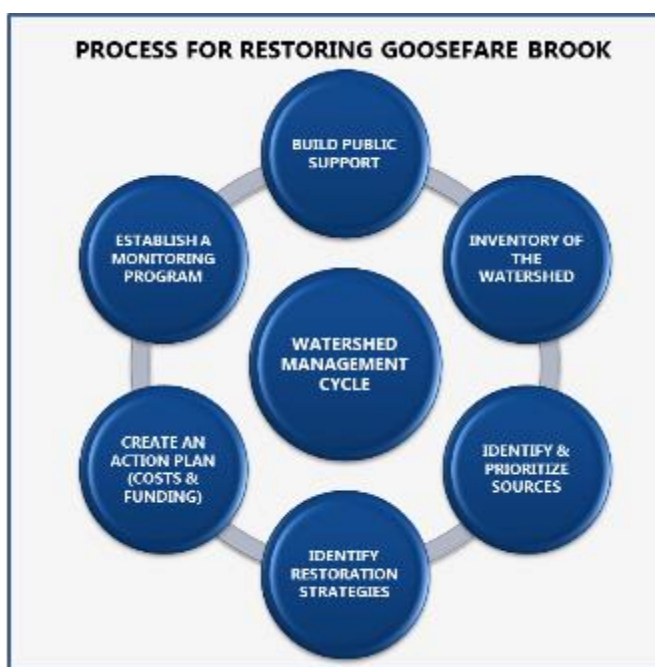 PROCESS FOR RESTORING GOOSEFARE BROOK
BUILD PUBLIC
SUPPORT
INVENTORY OF
THE
WATERSHED
IDENTIFY &
PRIORITIZE
SOURCES
IDENTIFY
RESTORATION
STRATEGIES
CREATE AN
ACTION PLAN
(COSTS &
FUNDING)
ESTABLISH A
MONITORING
PROGRAM
WATERSHED
MANAGEMENT
CYCLE